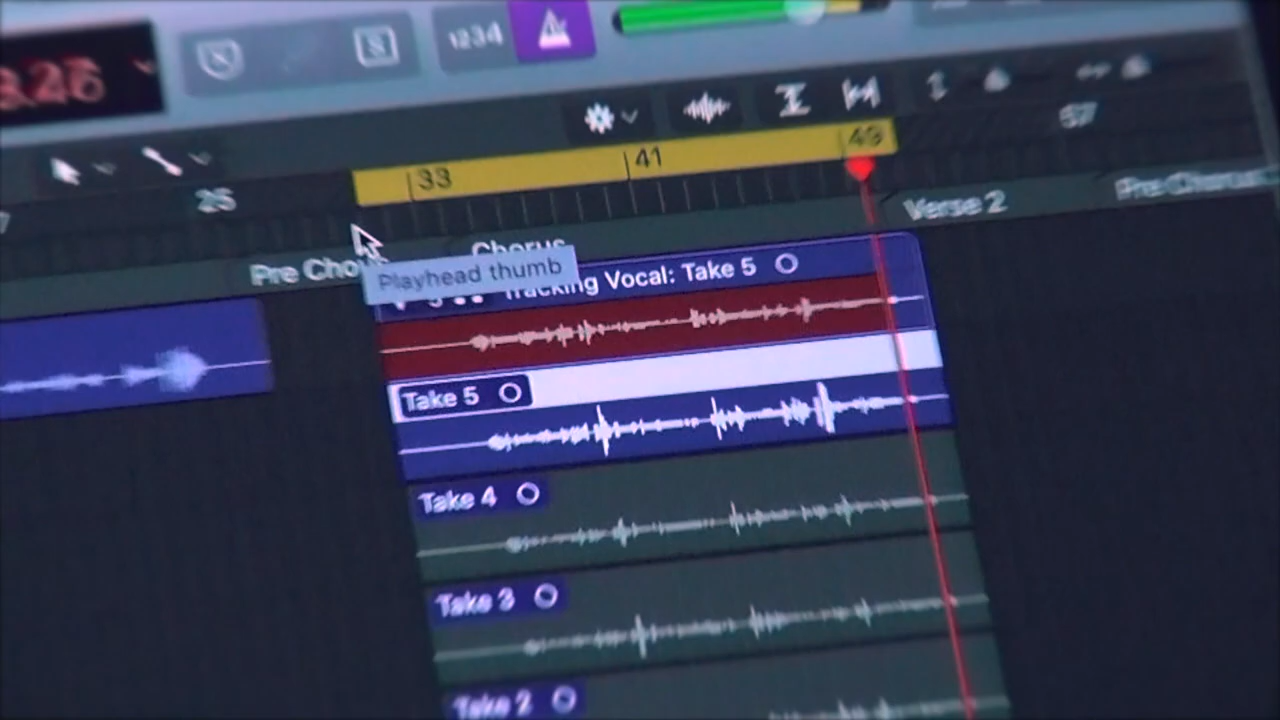 1234
S
33
41
49
57
25
Verse 2
Pre Chorus
Pre Cho
Chorus
Playhead thumb
Tracking Vocal: Take 5
Take 5
Take 4
Take 3
Take 2